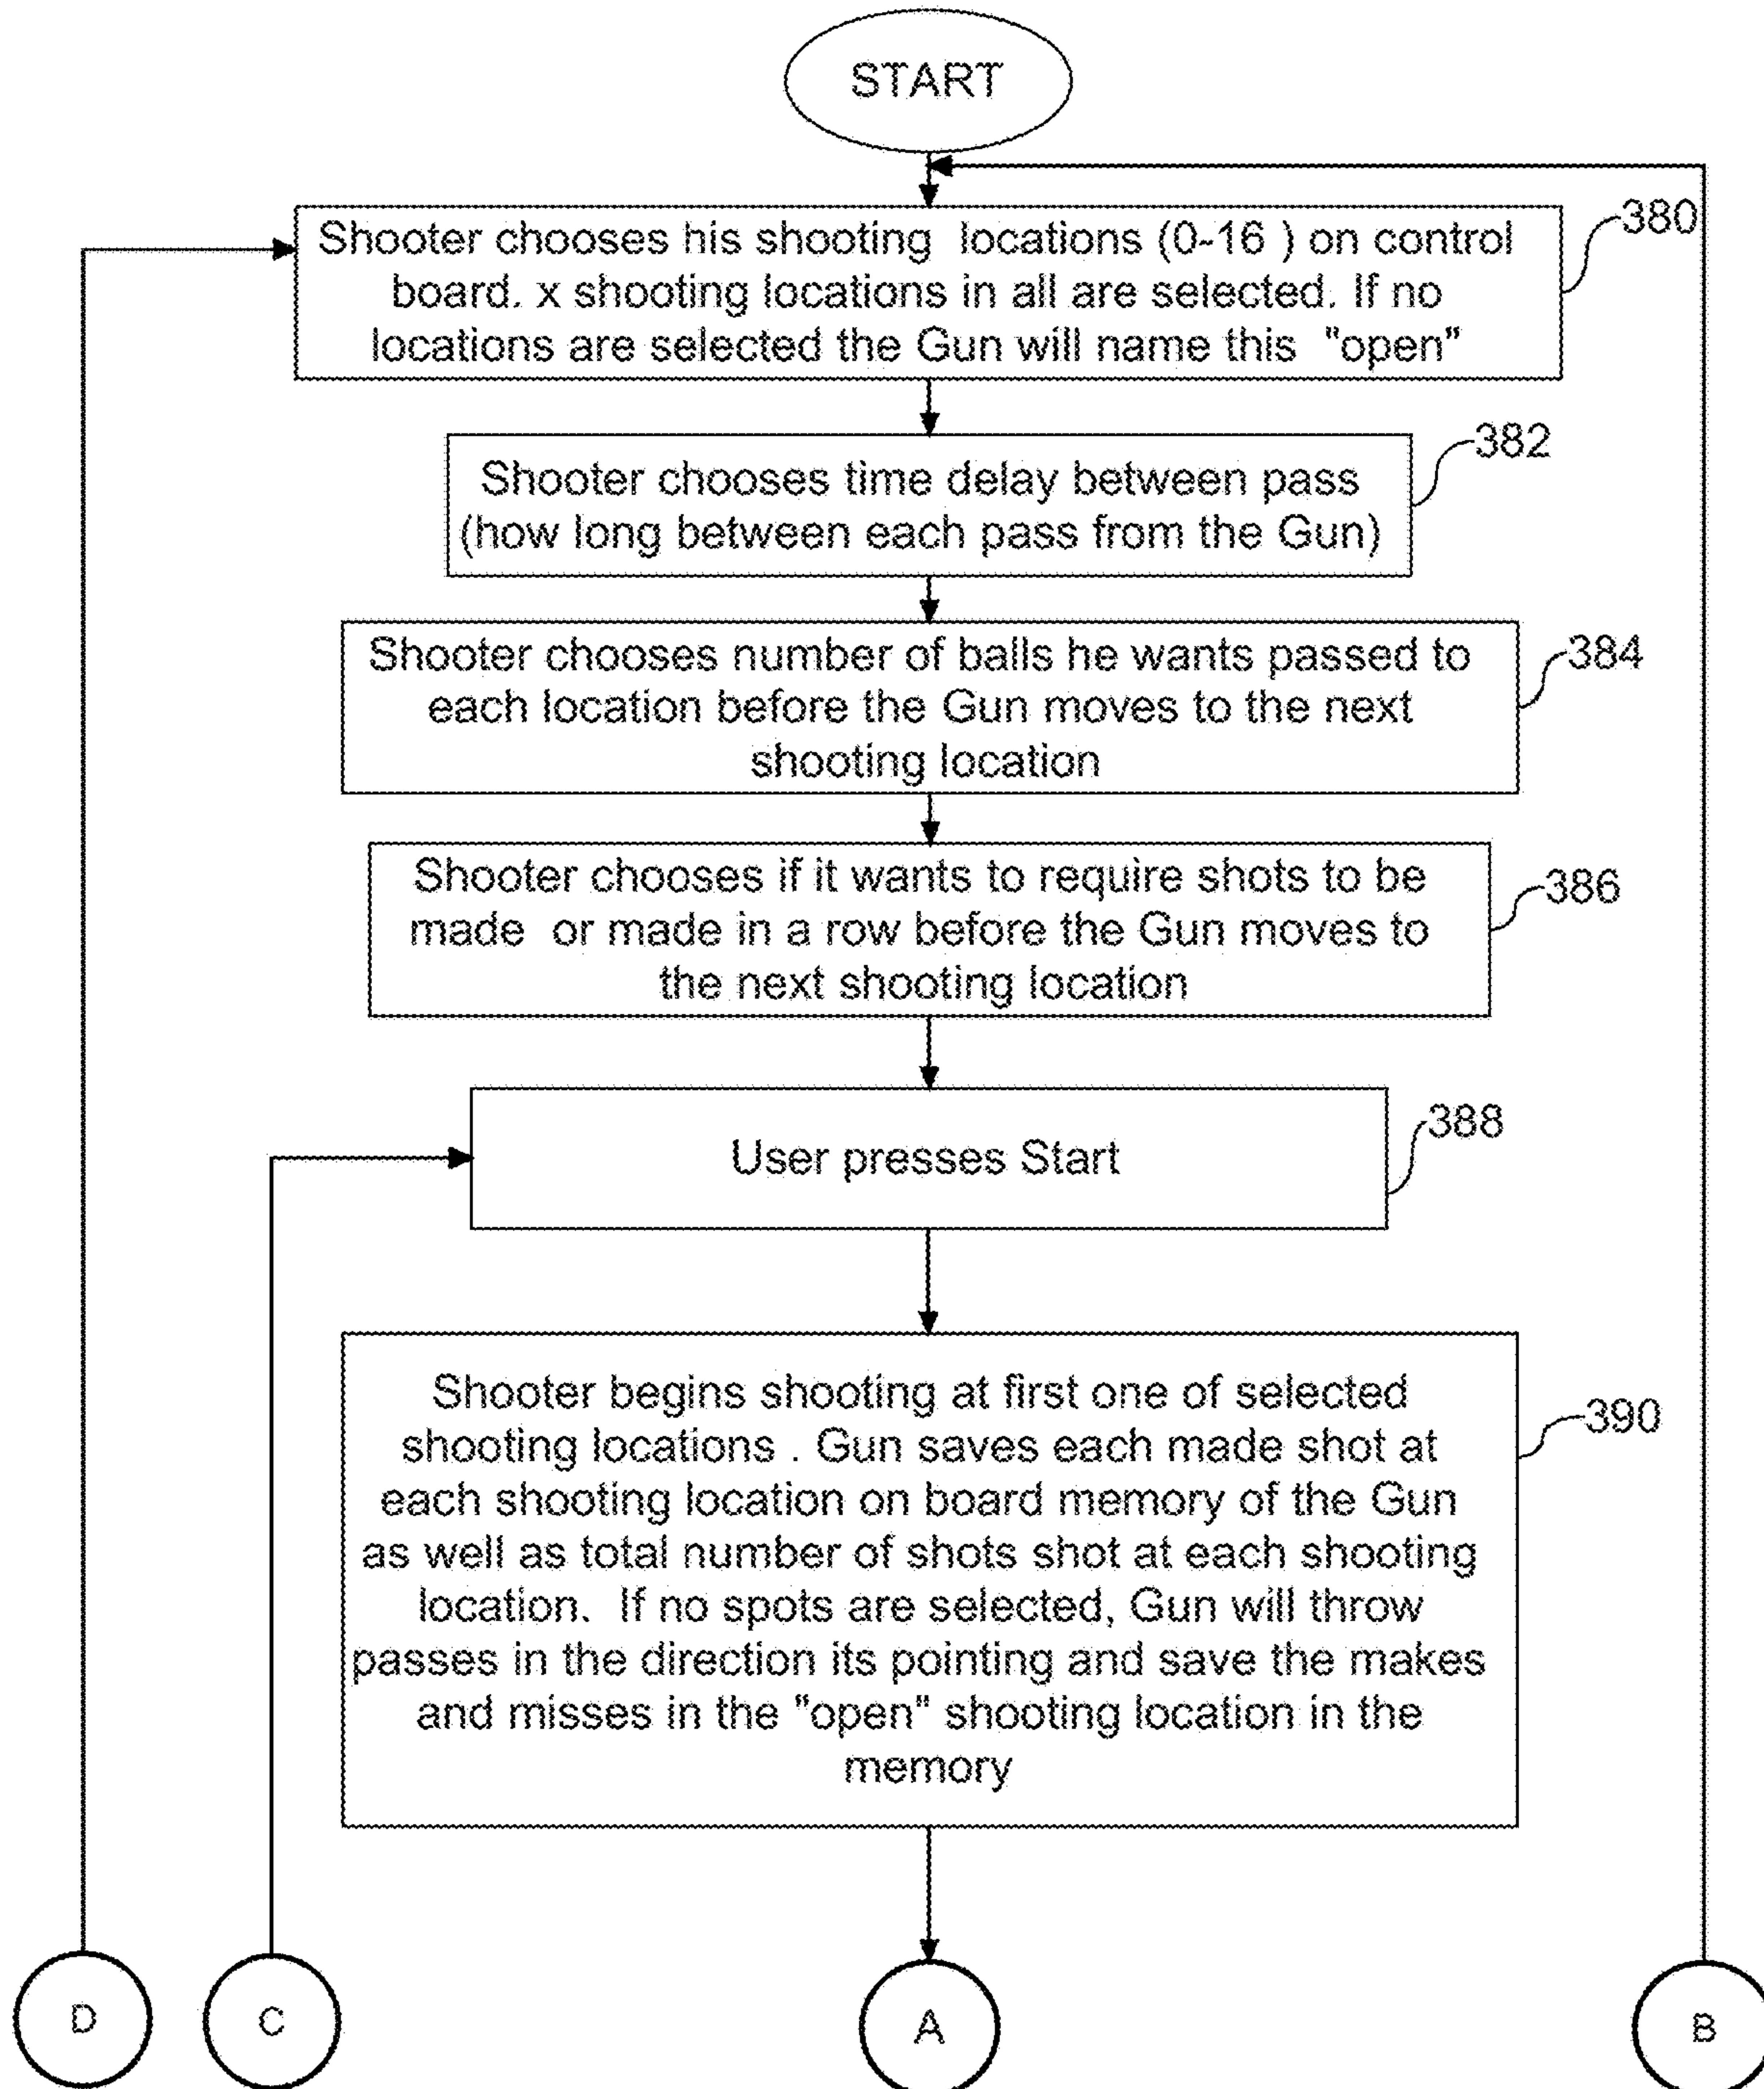 START
Shooter chooses his shooting locations (0-16 ) on control
board. x shooting locations in all are selected. If no
locations are selected the Gun will name this "open"
380
Shooter chooses time delay between pass
(how long between each pass from the Gun)
382
Shooter chooses number of balls he wants passed to
each location before the Gun moves to the next
shooting location
384
Shooter chooses if it wants to require shots to be
made or made in a row before the Gun moves to
the next shooting location
386
User presses Start
388
Shooter begins shooting at first one of selected
shooting locations . Gun saves each made shot at
each shooting location on board memory of the Gun
as well as total number of shots shot at each shooting
location. If no spots are selected, Gun will throw
passes in the direction its pointing and save the makes
and misses in the "open" shooting location in the
memory
390
D
C
A
B